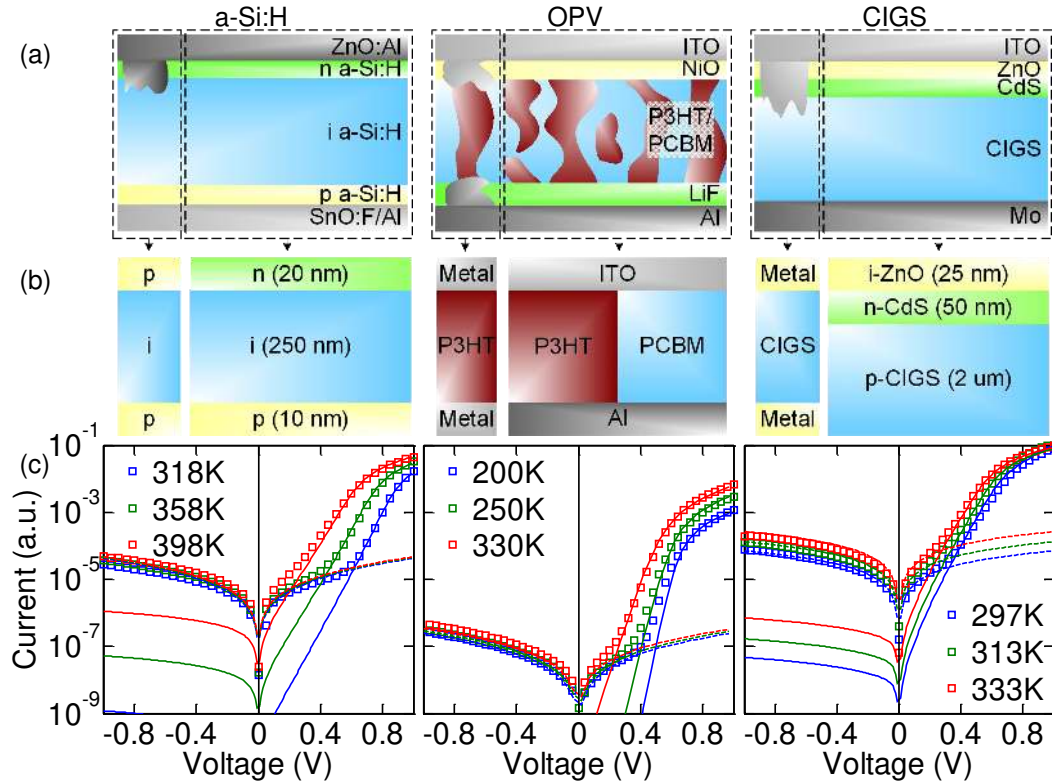 a-Si:H OPV CIGS
(a)
ZnO:Al
n a-Si:H
i a-Si:H
p a-Si:H
SnO:F/Al
ITO
NiO
P3HT/
PCBM
LiF
Al
ITO
ZnO
CdS
CIGS
Mo
(b)
p
i
p
n (20 nm)
i (250 nm)
p (10 nm)
Metal
P3HT
Metal
ITO
P3HT PCBM
Al
Metal
CIGS
Metal
i-ZnO (25 nm)
n-CdS (50 nm)
p-CIGS (2 um)
(c)
Current (a.u.)
10-1
10-3
10-5
10-7
10-9
318K
358K
398K
-0.8 -0.4 0 0.4 0.8
Voltage (V)
200K
250K
330K
-0.8 -0.4 0 0.4 0.8
Voltage (V)
297K
313K
333K
-0.8 -0.4 0 0.4 0.8
Voltage (V)